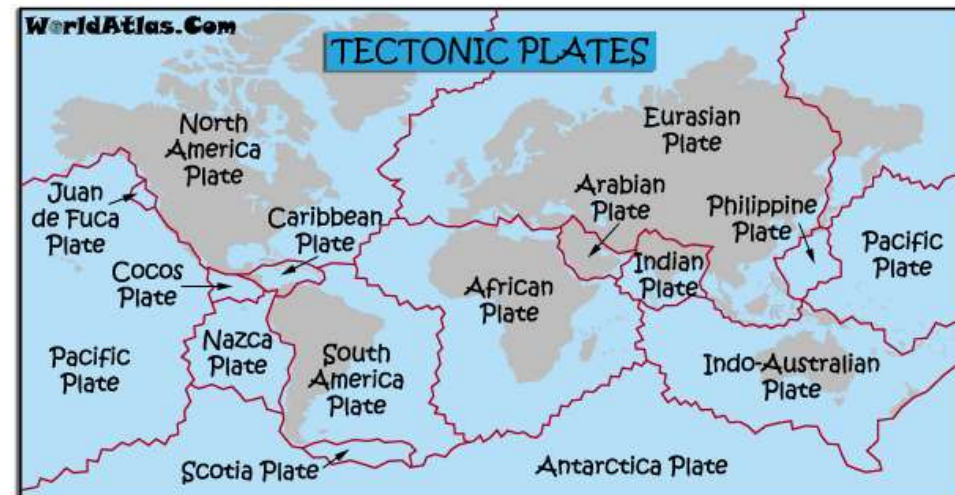 WorldAtlas.Com
TECTONIC PLATES
North
America
Plate
Eurasian
Plate
Juan
de Fuca
Plate
Caribbean
Plate
Arabian
Plate
Philippine
Plate
Pacific
Plate
Cocos
Plate
African
Plate
Indian
Plate
Nazca
Plate
Pacific
Plate
South
America
Plate
Indo-Australian
Plate
Scotia Plate
Antarctica Plate